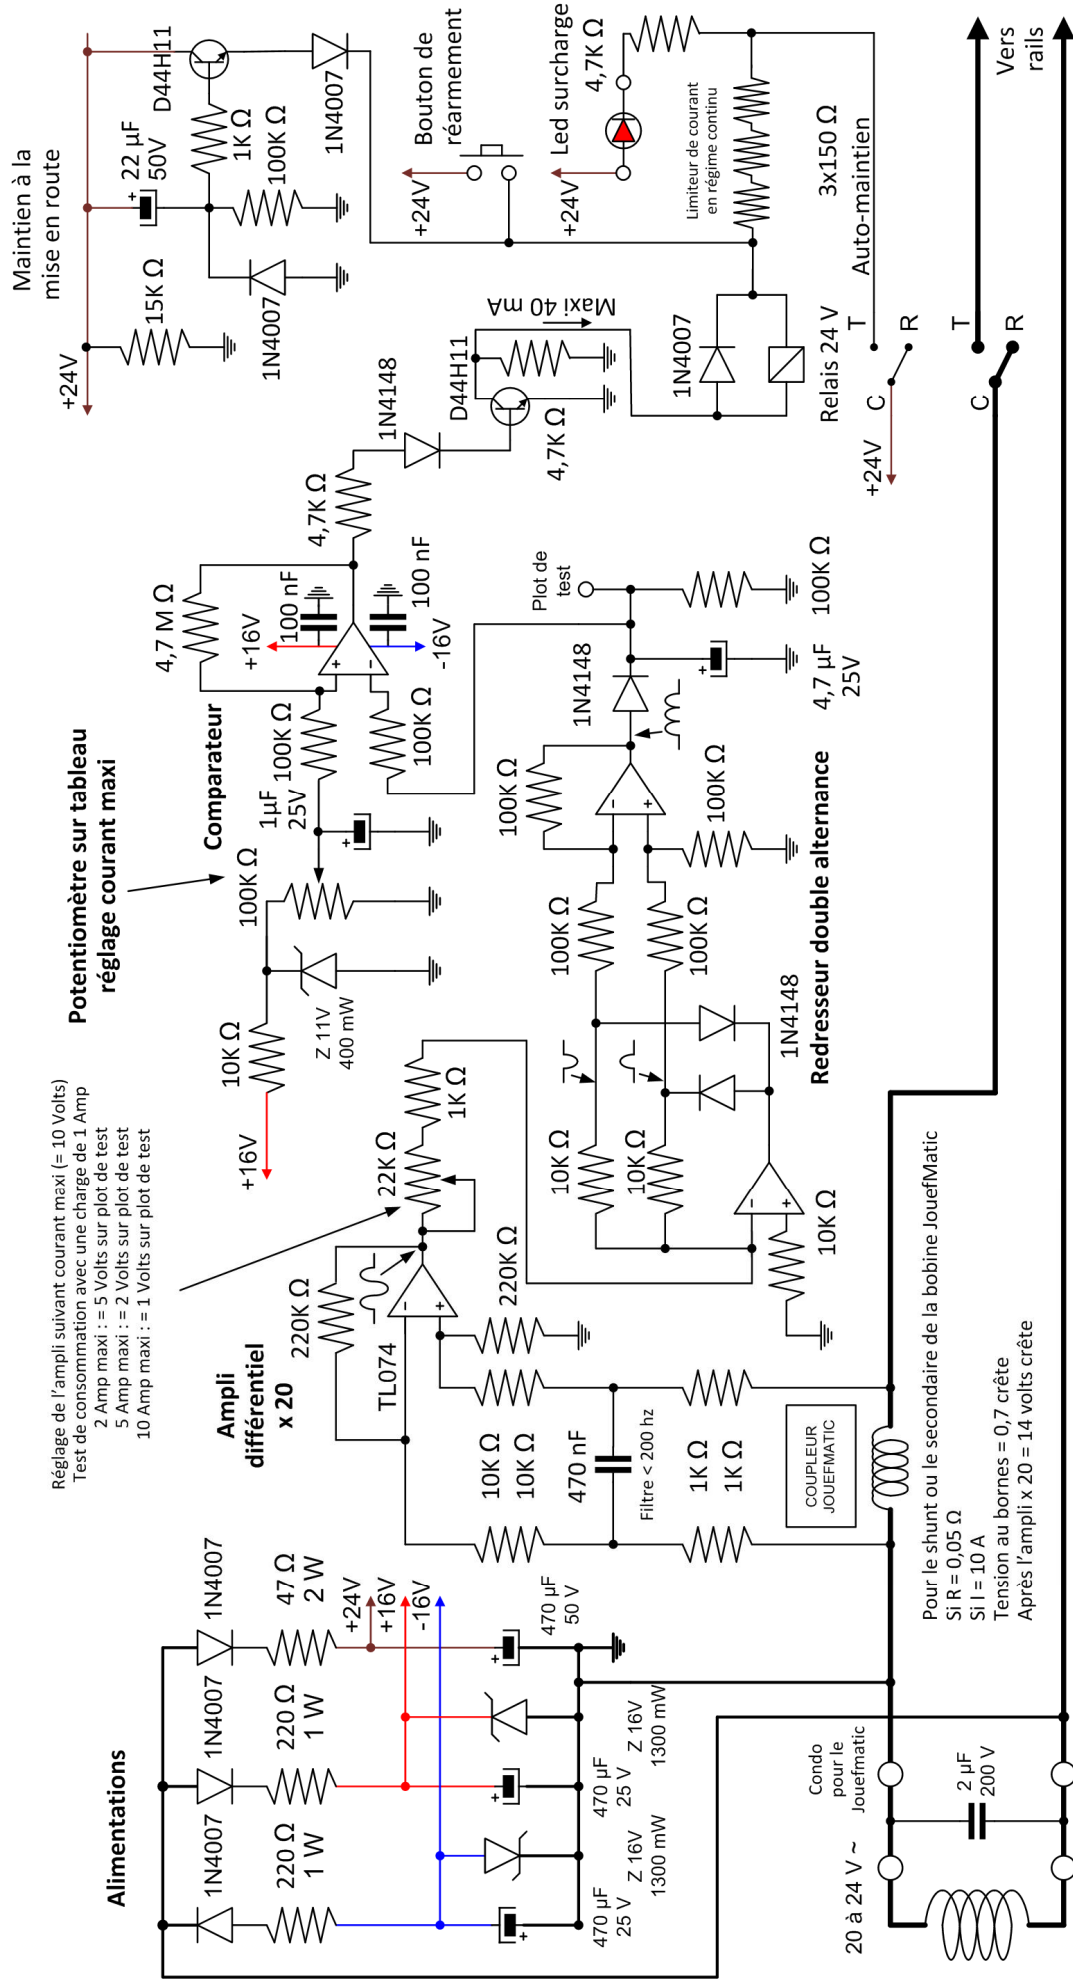 Alimentations
1N4007
1N4007
1N4007
220 Ω
1 W
220 Ω
1 W
47 Ω
2 W
+24V
+16V
-16V
470 µF
25 V
Z 16V
1300 mW
470 µF
25 V
Z 16V
1300 mW
470 µF
50 V
20 à 24 V ~
2 µF
200 V
Condo
pour le
Jouefmatic
Réglage de l'ampli suivant courant maxi (= 10 Volts)
Test de consommation avec une charge de 1 Amp
2 Amp maxi : = 5 Volts sur plot de test
5 Amp maxi : = 2 Volts sur plot de test
10 Amp maxi : = 1 Volts sur plot de test
Ampli
différentiel
x 20
220K Ω
TL074
22K Ω
1K Ω
10K Ω
10K Ω
220K Ω
470 nF
Filtre < 200 hz
1K Ω
1K Ω
COUPLEUR
JOUEFMATIC
Pour le shunt ou le secondaire de la bobine JouefMatic
Si R = 0,05 Ω
Si I = 10 A
Tension au bornes = 0,7 crête
Après l'ampli x 20 = 14 volts crête
Potentiomètre sur tableau
réglage courant maxi
+16V
10K Ω
Z 11V
400 mW
100K Ω
1µF
25V
Comparateur
100K Ω
100K Ω
4,7 M Ω
+16V
100 nF
100 nF
-16V
4,7K Ω
1N4148
10K Ω
10K Ω
10K Ω
1N4148
100K Ω
100K Ω
100K Ω
100K Ω
Redresseur double alternance
1N4148
Plot de
test
4,7 µF
25V
100K Ω
Maintien à la
mise en route
+24V
15K Ω
1N4007
22 µF
50V
D44H11
1K Ω
100K Ω
1N4007
D44H11
4,7K Ω
Maxi 40 mA
1N4007
Relais 24 V
Bouton de
réarmement
+24V
Led surcharge
+24V
4,7K Ω
Limiteur de courant
en régime continu
3x150 Ω
Auto-maintien
+24V
C
T
R
C
T
R
Vers
rails